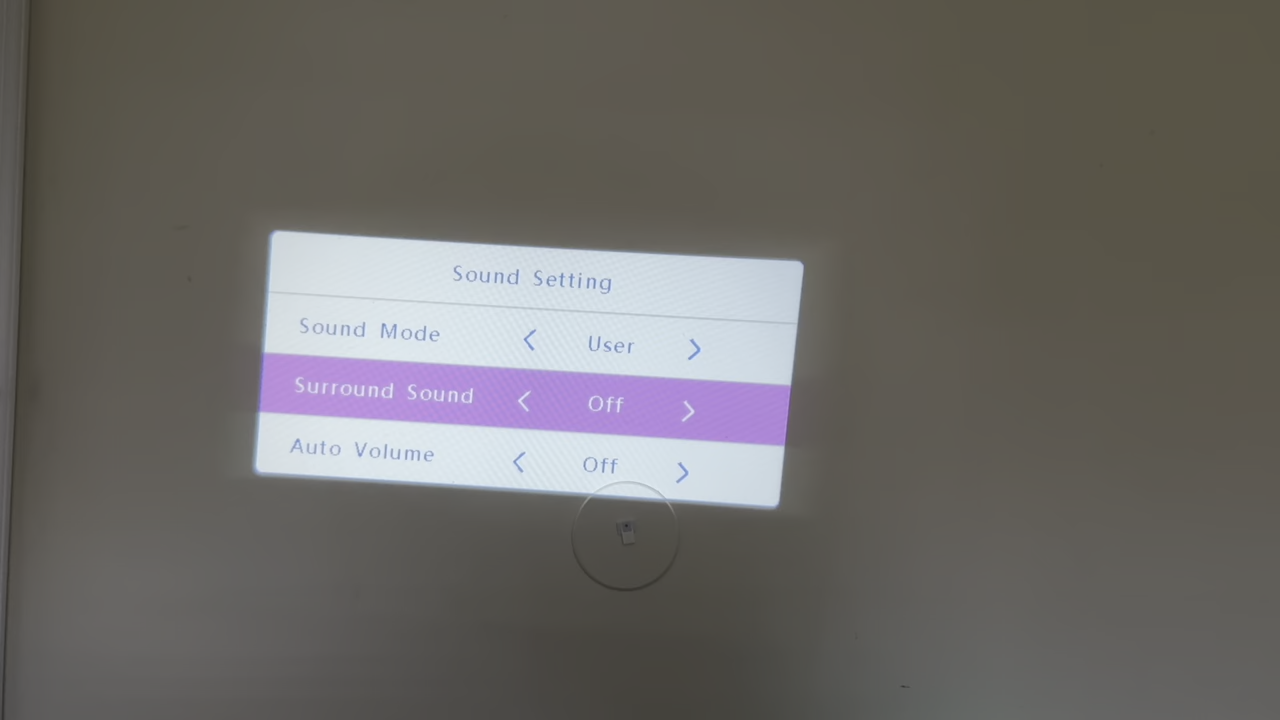 Sound Setting
Sound Mode < User >
Surround Sound < Off >
Auto Volume < Off >